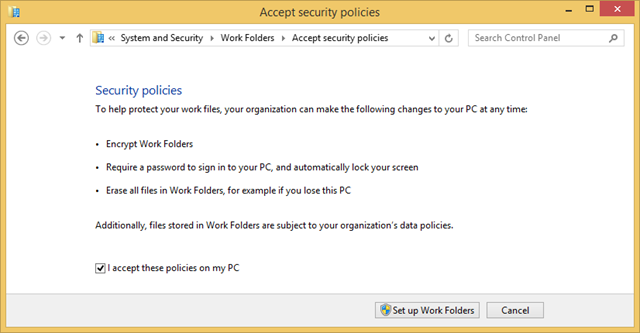 Accept security policies
System and Security
Work Folders
Accept security policies
Search Control Panel
Security policies
To help protect your work files, your organization can make the following changes to your PC at any time:
• Encrypt Work Folders
• Require a password to sign in to your PC, and automatically lock your screen
• Erase all files in Work Folders, for example if you lose this PC
Additionally, files stored in Work Folders are subject to your organization's data policies.
I accept these policies on my PC
Set up Work Folders
Cancel